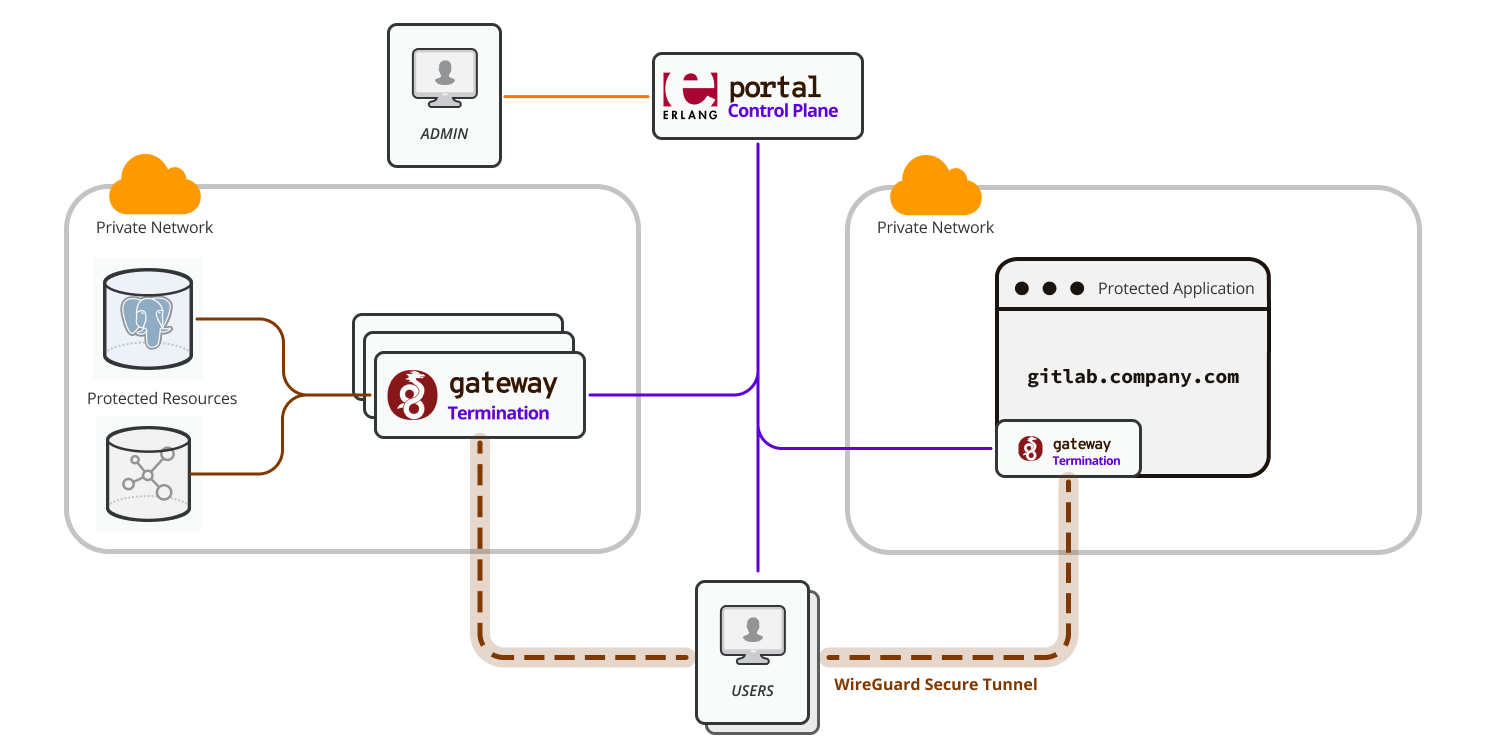 ADMIN
ERLANG
portal
Control Plane
Private Network
Private Network
Protected Application
gitlab.company.com
gateway
Termination
Protected Resources
gateway
Termination
USERS
WireGuard Secure Tunnel